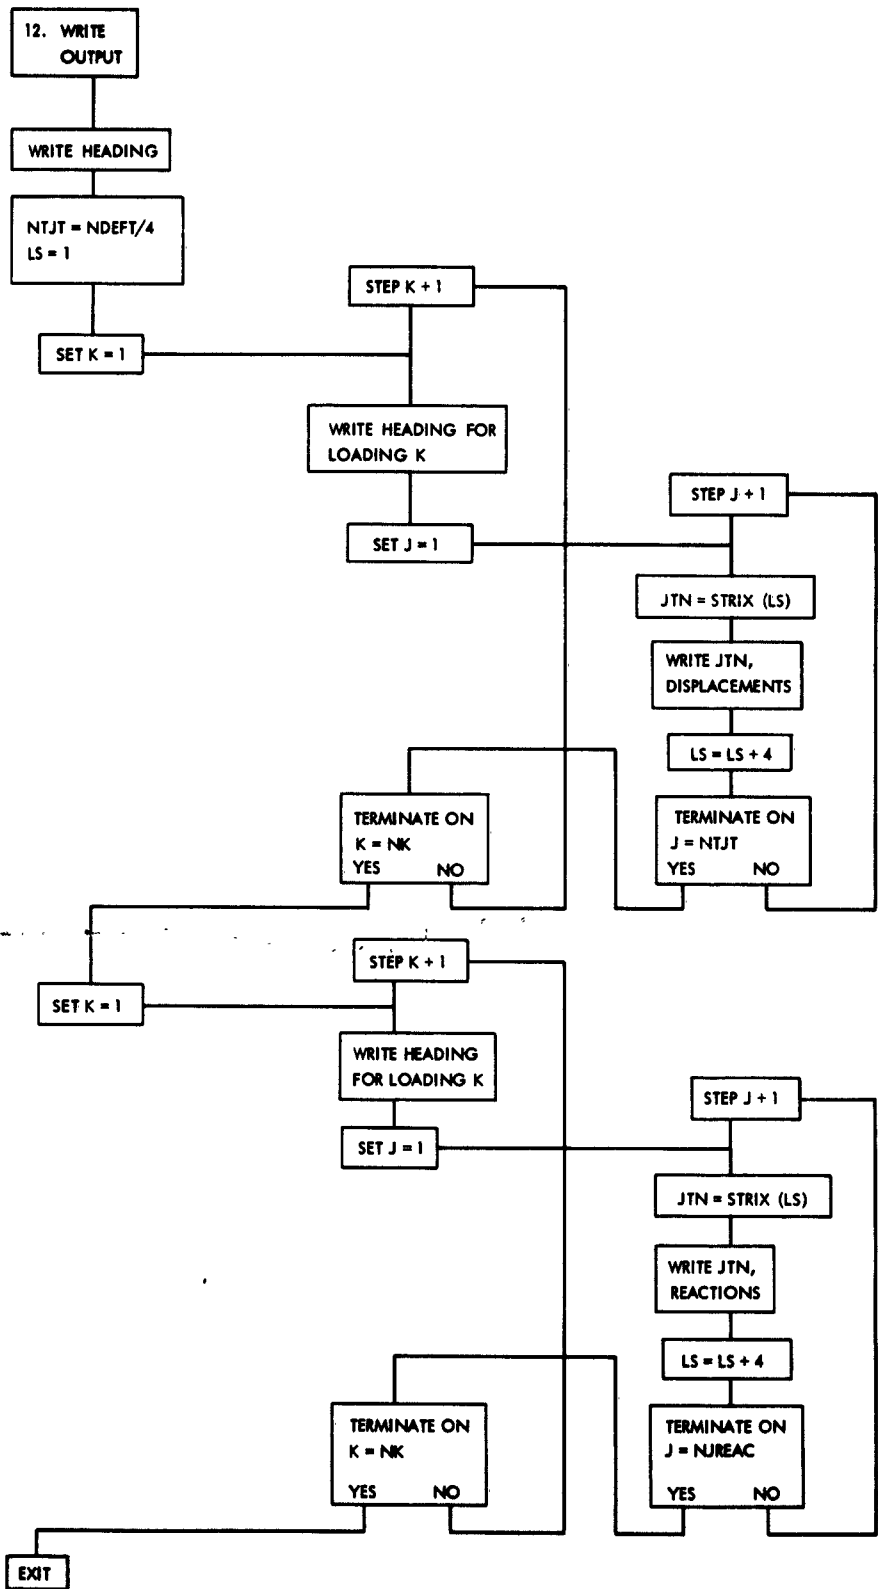 12. WRITE
OUTPUT
WRITE HEADING
NTJT = NDEFT/4
LS = 1
SET K = 1
STEP K + 1
WRITE HEADING FOR
LOADING K
SET J = 1
STEP J + 1
JTN = STRIX (LS)
WRITE JTN,
DISPLACEMENTS
LS = LS + 4
TERMINATE ON
J = NTJT
YES NO
TERMINATE ON
K = NK
YES NO
SET K = 1
STEP K + 1
WRITE HEADING
FOR LOADING K
SET J = 1
STEP J + 1
JTN = STRIX (LS)
WRITE JTN,
REACTIONS
LS = LS + 4
TERMINATE ON
J = NJREAC
YES NO
TERMINATE ON
K = NK
YES NO
EXIT